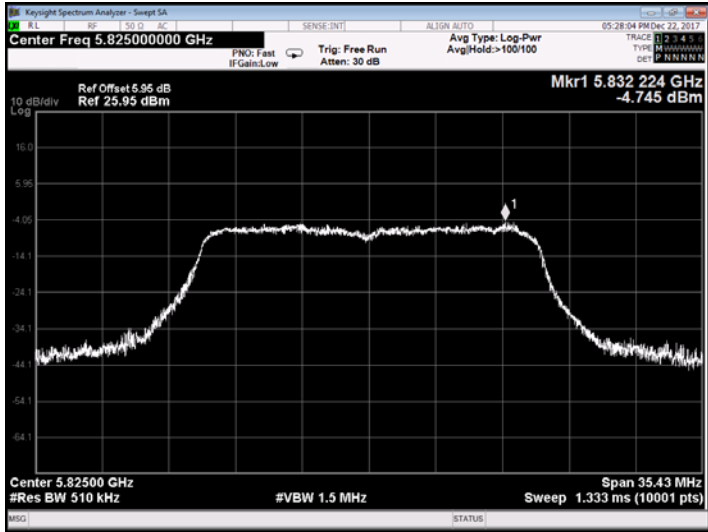 Keysight Spectrum Analyzer - Swept SA
RL RF 50 Ω AC SENSE:INT ALIGN AUTO 05:28:04 PM Dec 22, 2017
Center Freq 5.825000000 GHz
PNO: Fast
IFGain:Low
Trig: Free Run
Atten: 30 dB
Avg Type: Log-Pwr
Avg|Hold:>100/100
TRACE 1 2 3 4 5 6
TYPE M WWWWW
DET P NNNNN
Mkr1 5.832 224 GHz
-4.745 dBm
Ref Offset 5.95 dB
10 dB/div Ref 25.95 dBm
Log
16.0
5.95
-4.05
1
-14.1
-24.1
-34.1
-44.1
-54.1
-64.1
Center 5.82500 GHz Span 35.43 MHz
#Res BW 510 kHz #VBW 1.5 MHz Sweep 1.333 ms (10001 pts)
MSG STATUS